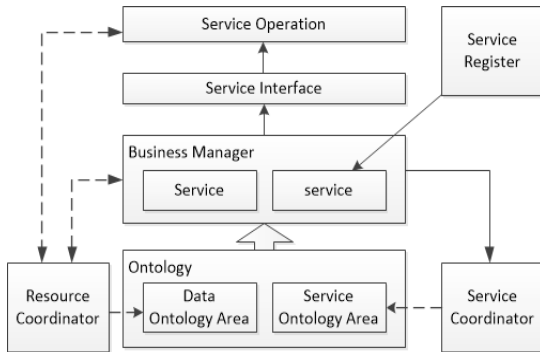 Service Operation
Service
Register
Service Interface
Business Manager
Service
service
Ontology
Resource
Coordinator
Data
Ontology Area
Service
Ontology Area
Service
Coordinator